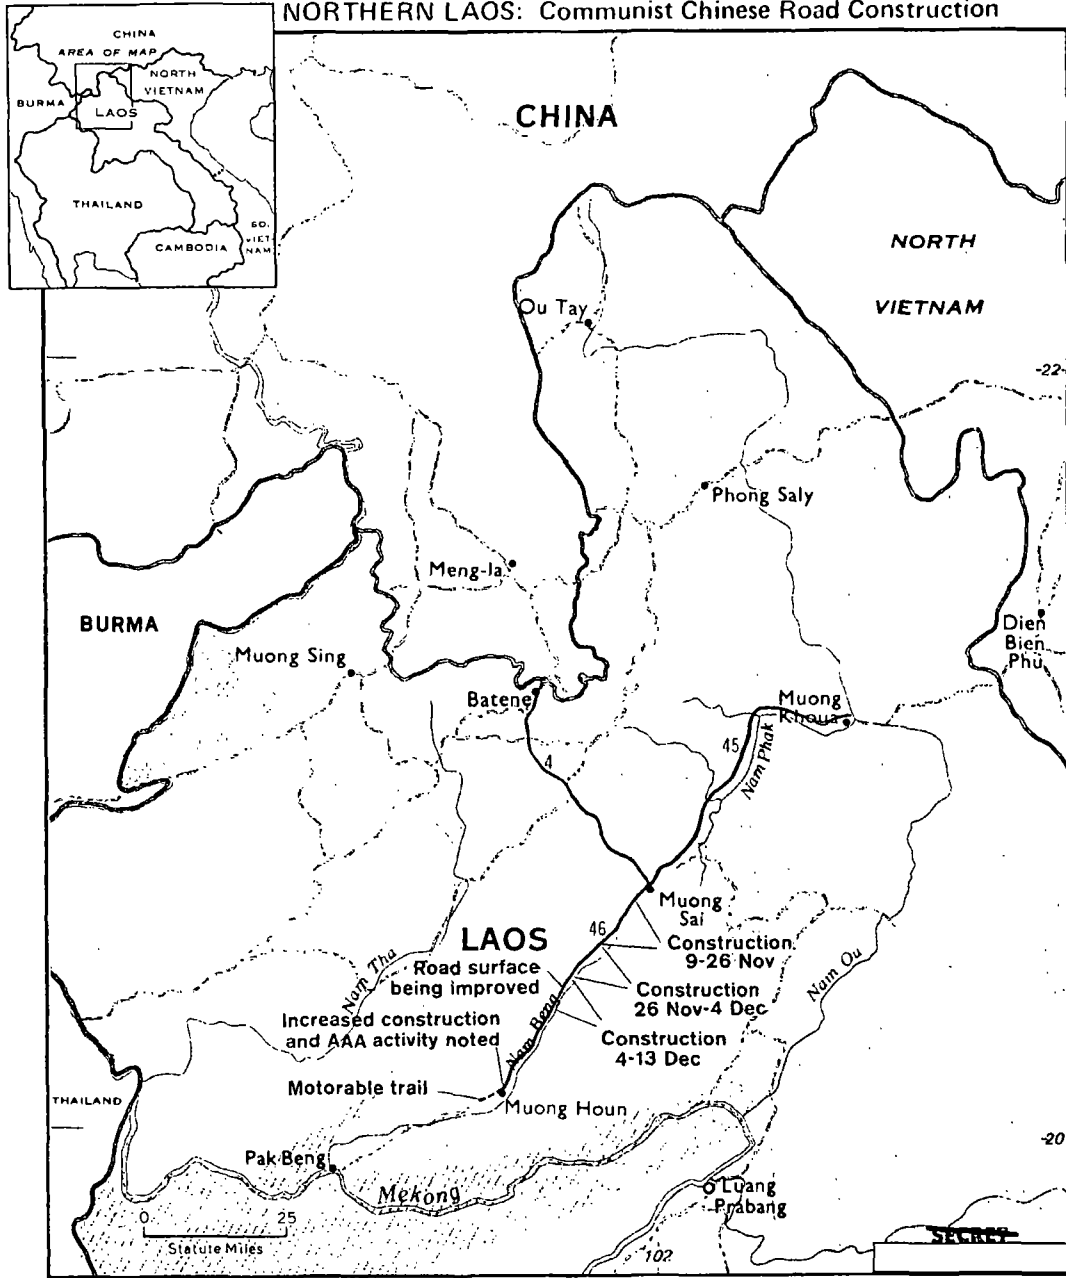 NORTHERN LAOS: Communist Chinese Road Construction
CHINA
AREA OF MAP
NORTH
VIETNAM
BURMA
LAOS
THAILAND
CAMBODIA
SO.
VIET-
NAM
CHINA
NORTH
VIETNAM
Ou Tay
-22-
Phong Saly
Meng-la
BURMA
Dien
Bien
Phu
Muong Sing
Batene
Muong
Khoua
45
Nam Phak
4
Muong
Sai
46
LAOS
Construction
9-26 Nov
Nam Tha
Road surface
being improved
Nam Ou
Construction
26 Nov-4 Dec
Increased construction
and AAA activity noted
Nam Beng
Construction
4-13 Dec
Motorable trail
THAILAND
Muong Houn
-20
Pak Beng
Mekong
Luang
Prabang
0
25
Statute Miles
102
SECRET